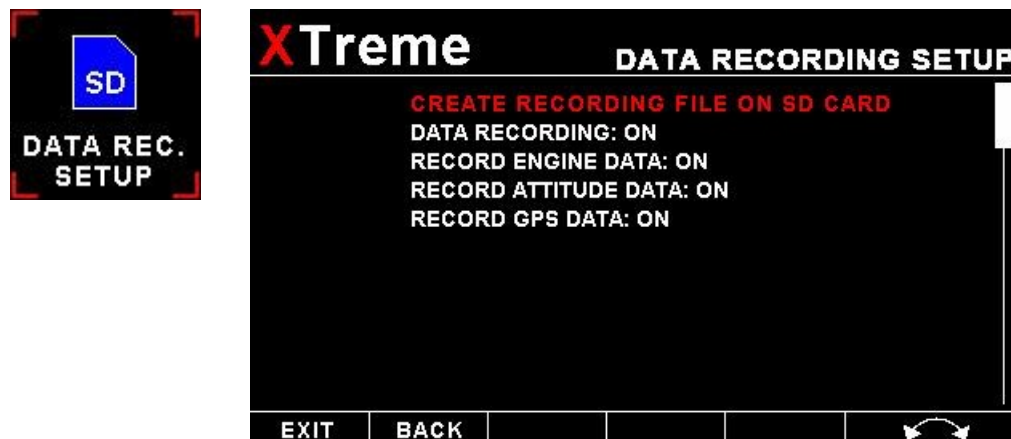 SD
DATA REC.
SETUP
XTreme
DATA RECORDING SETUP
CREATE RECORDING FILE ON SD CARD
DATA RECORDING: ON
RECORD ENGINE DATA: ON
RECORD ATTITUDE DATA: ON
RECORD GPS DATA: ON
EXIT BACK